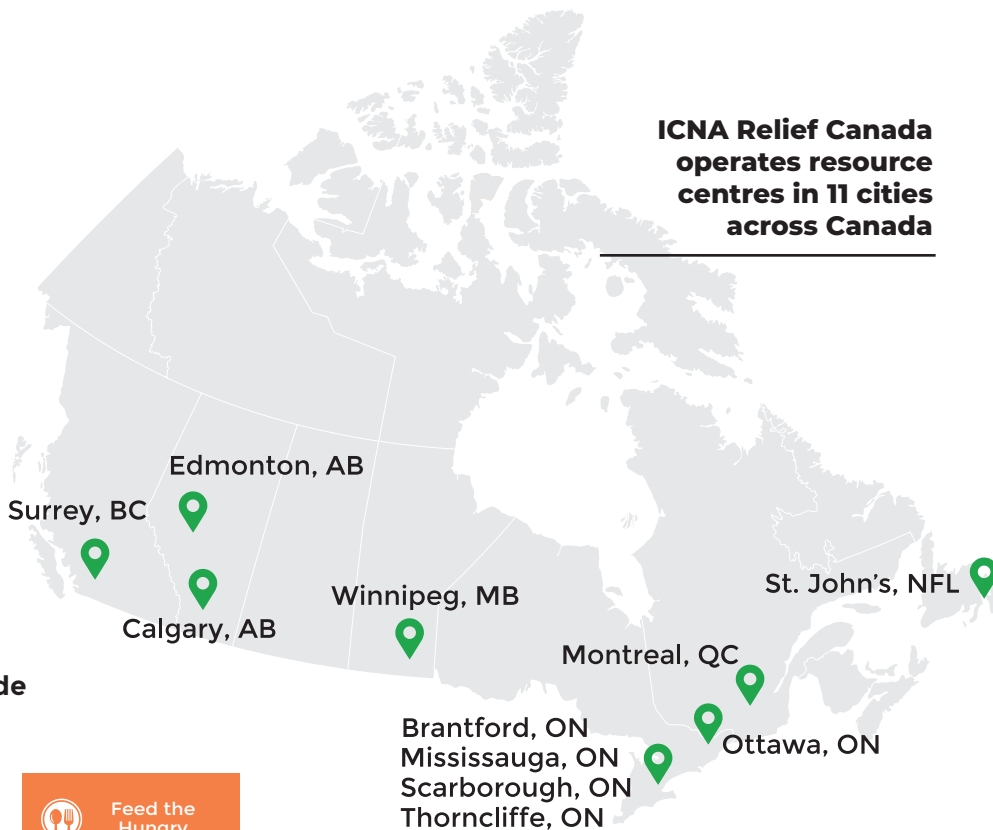 ICNA Relief Canada
operates resource
centres in 11 cities
across Canada
Edmonton, AB
Surrey, BC
Winnipeg, MB
St. John’s, NFL
Calgary, AB
Montreal, QC
de
Brantford, ON
Mississauga, ON
Scarborough, ON
Thorncliffe, ON
Ottawa, ON
Feed the
Hungry